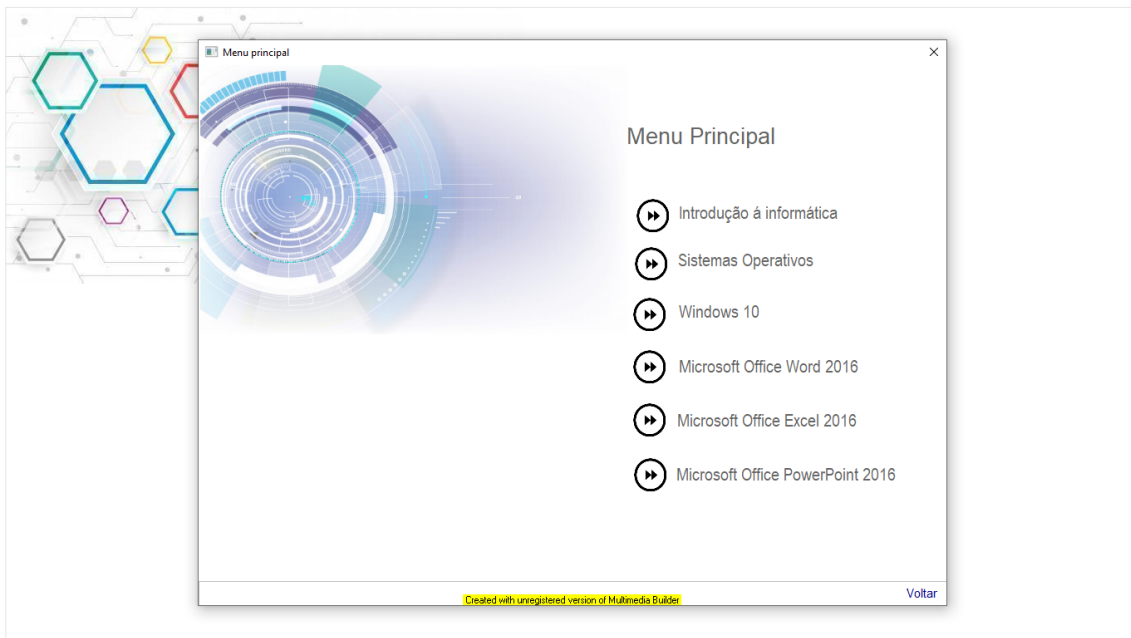 Menu principal
Menu Principal
Introdução á informática
Sistemas Operativos
Windows 10
Microsoft Office Word 2016
Microsoft Office Excel 2016
Microsoft Office PowerPoint 2016
Created with unregistered version of Multimedia Builder
Voltar